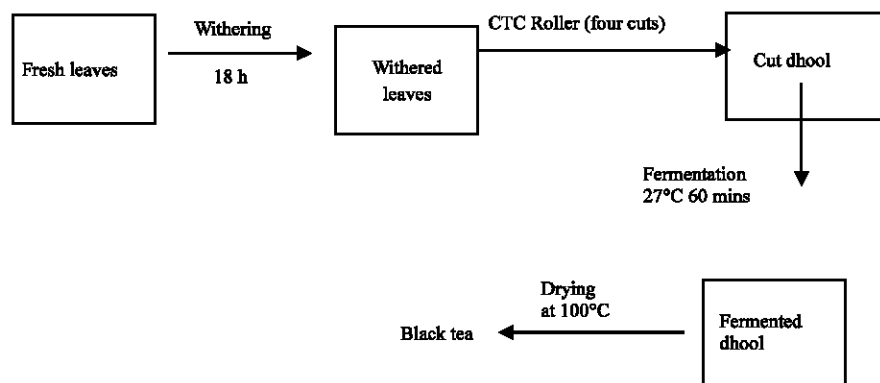 Fresh leaves
Withering
18 h
Withered
leaves
CTC Roller (four cuts)
Cut dhool
Fermentation
27°C 60 mins
Fermented
dhool
Drying
at 100°C
Black tea